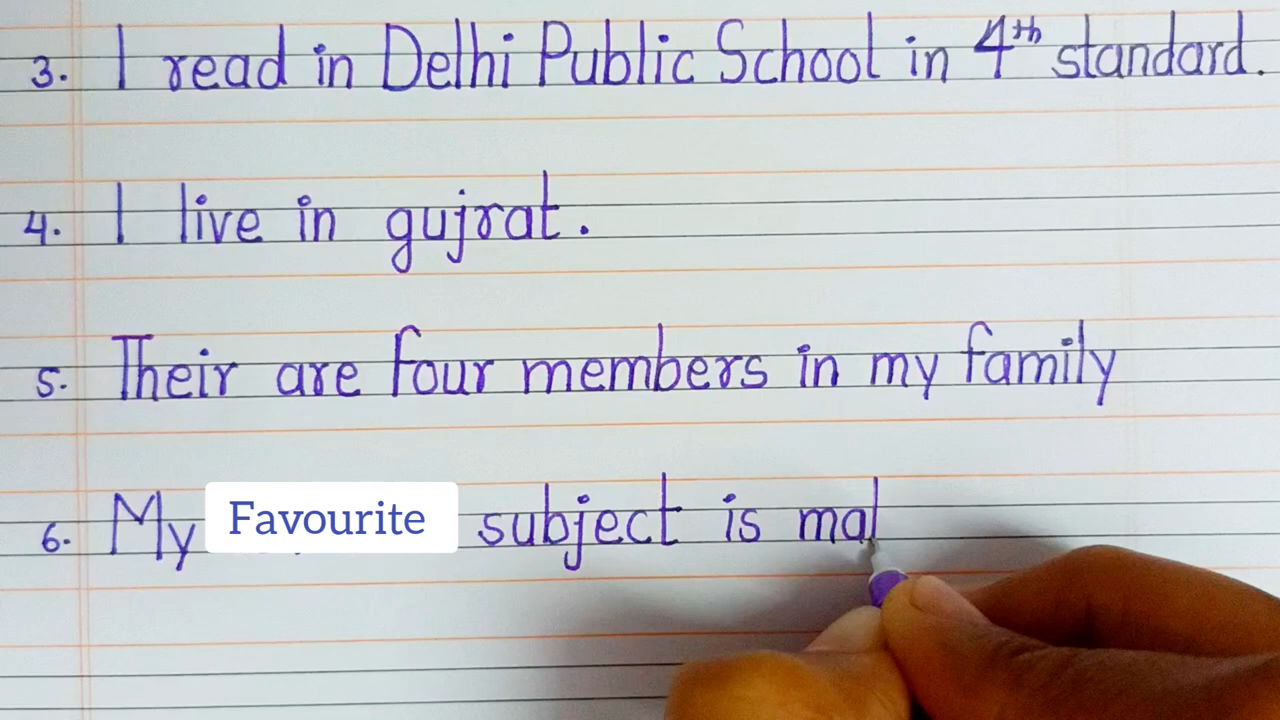 3. I read in Delhi Public School in 4th standard.
4. I live in gujrat.
5. Their are four members in my family
6. My Favourite subject is mat